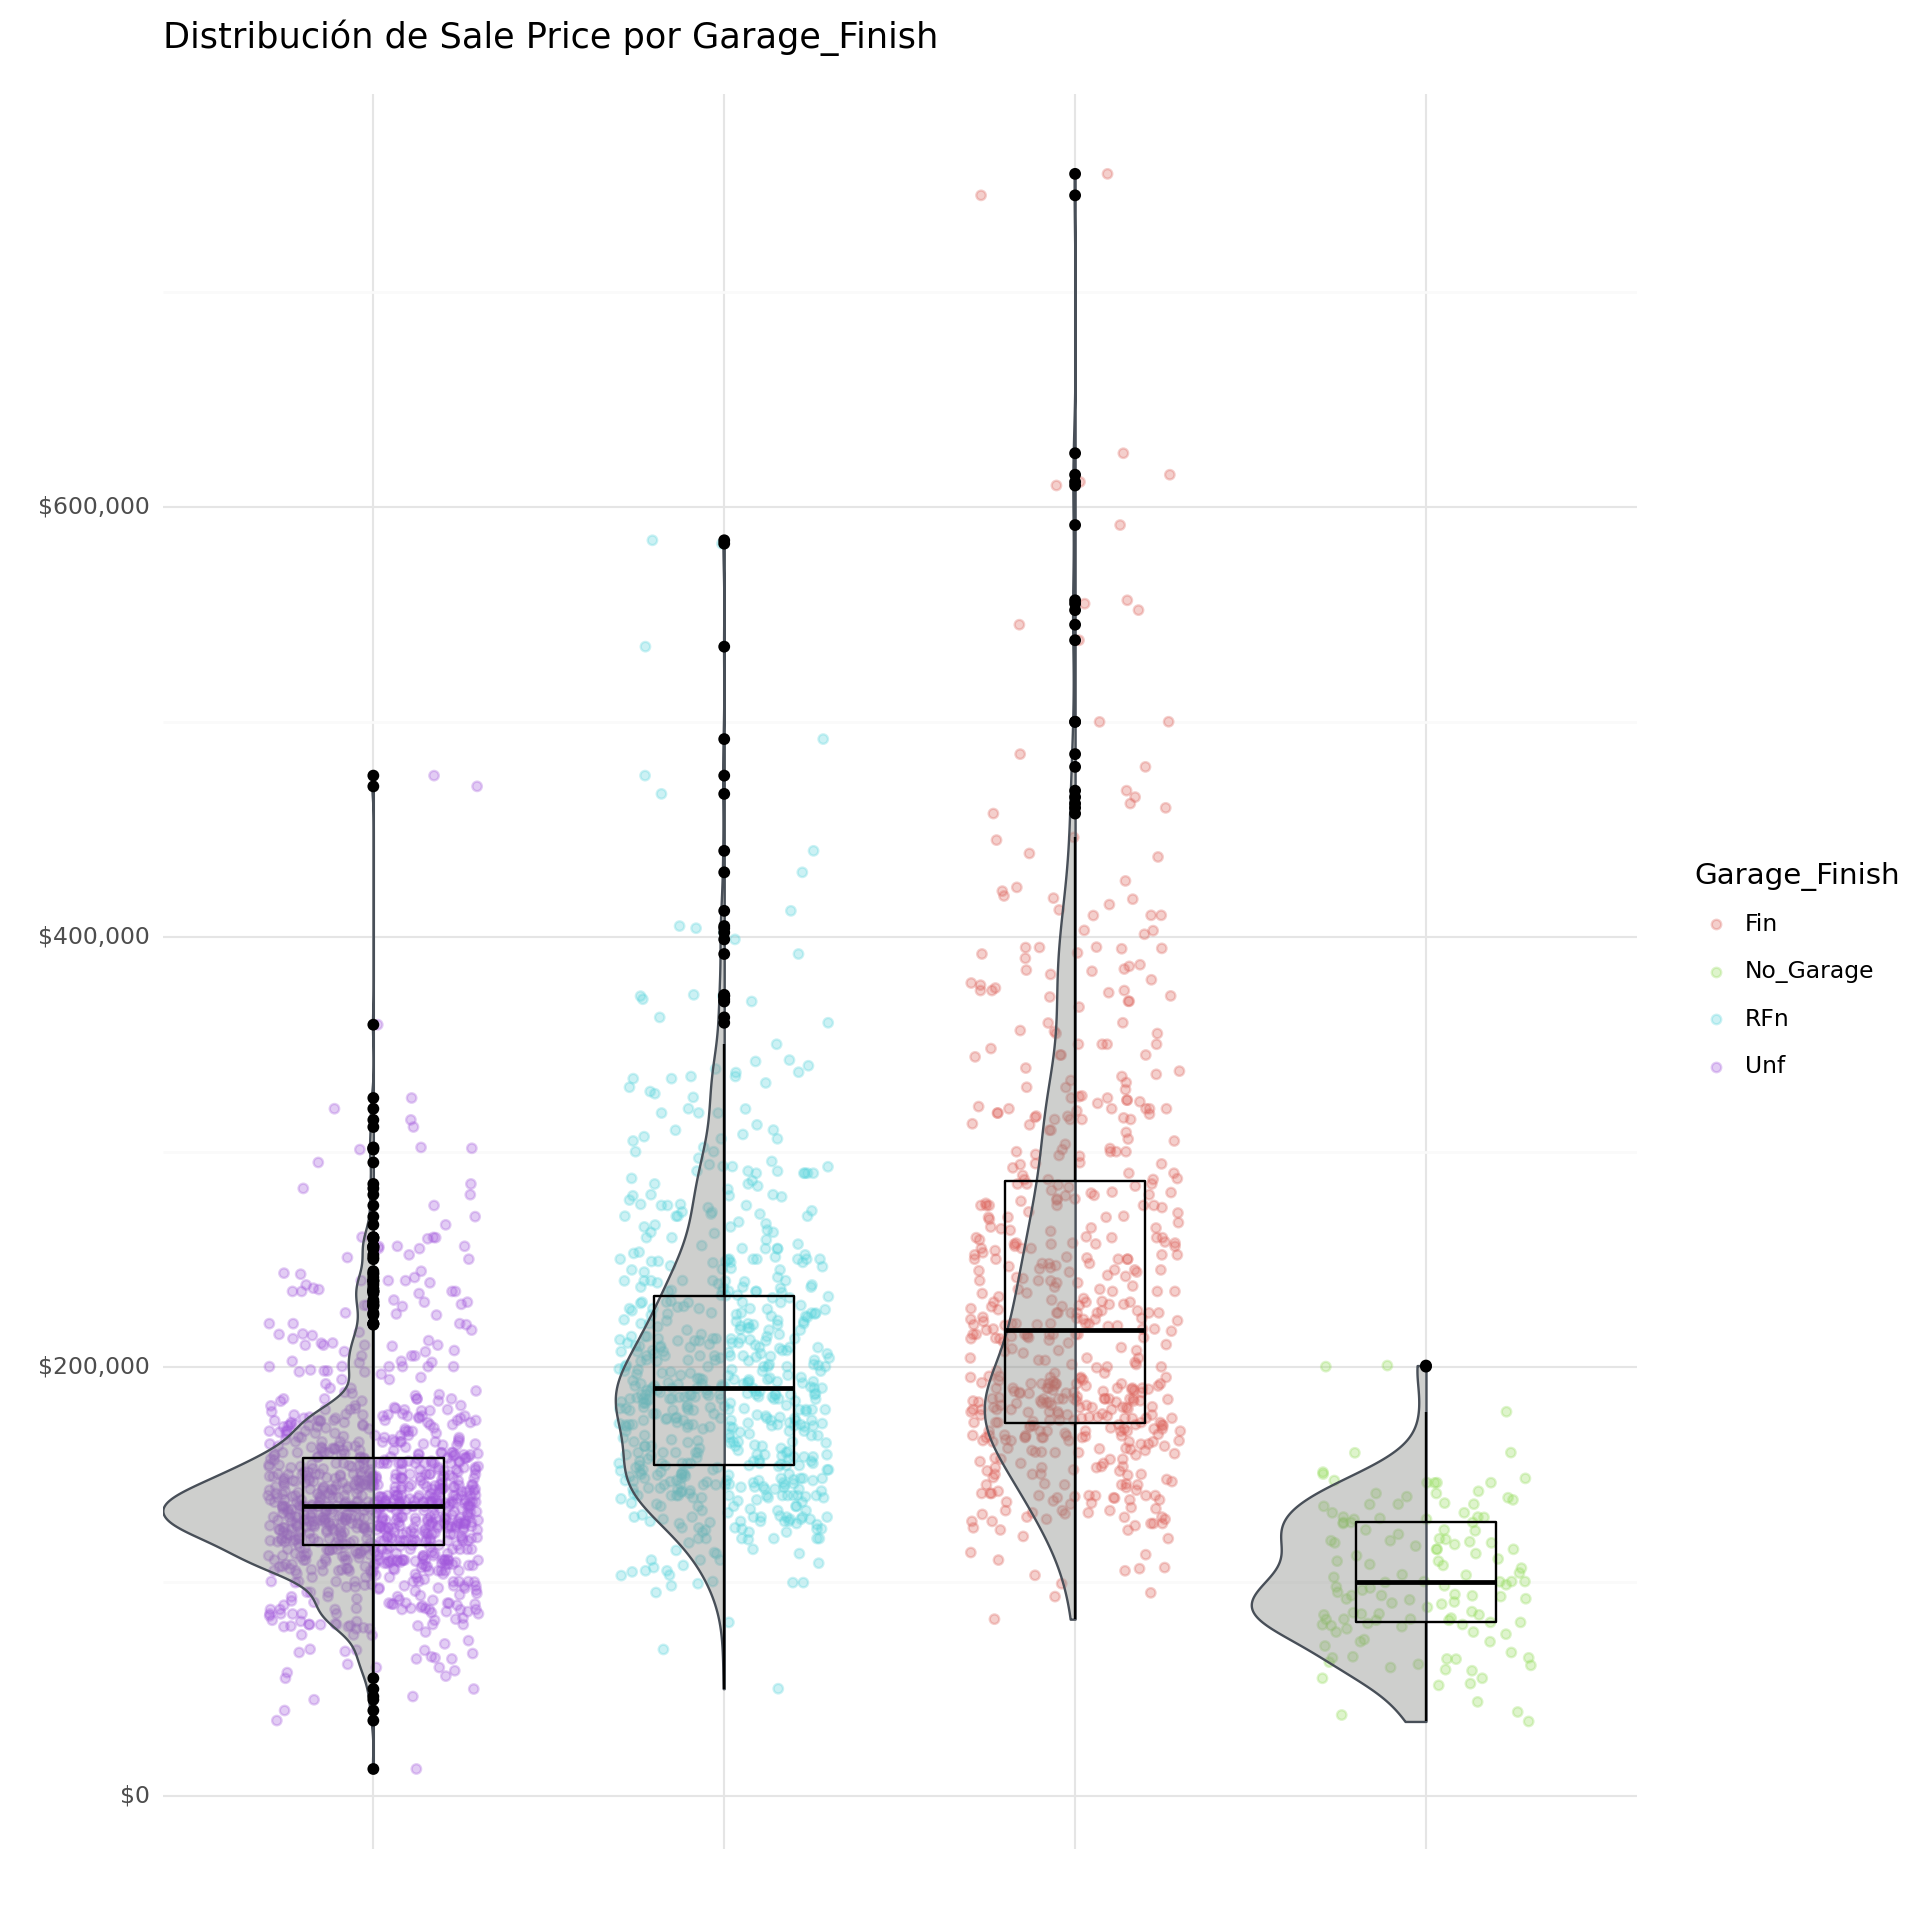 Distribución de Sale Price por Garage_Finish
$600,000
$400,000
$200,000
$0
Garage_Finish
Fin
No_Garage
RFn
Unf